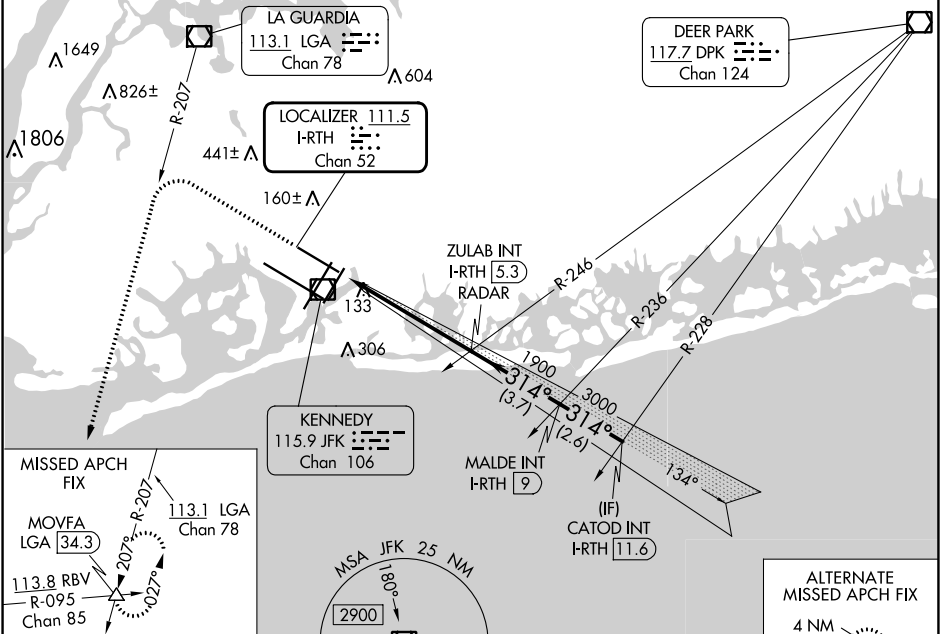 LA GUARDIA
113.1 LGA
Chan 78
DEER PARK
117.7 DPK
Chan 124
1649
826±
604
R-207
1806
441±
LOCALIZER 111.5
I-RTH
Chan 52
160±
ZULAB INT
I-RTH 5.3
RADAR
R-246
R-236
R-228
133
306
1900
3000
314°
(3.7)
314°
(2.6)
134°
KENNEDY
115.9 JFK
Chan 106
MALDE INT
I-RTH 9
(IF)
CATOD INT
I-RTH 11.6
MISSED APCH
FIX
R-207
113.1 LGA
Chan 78
MOVFA
LGA 34.3
207°
027°
113.8 RBV
R-095
Chan 85
MSA JFK 25 NM
180°
2900
ALTERNATE
MISSED APCH FIX
4 NM